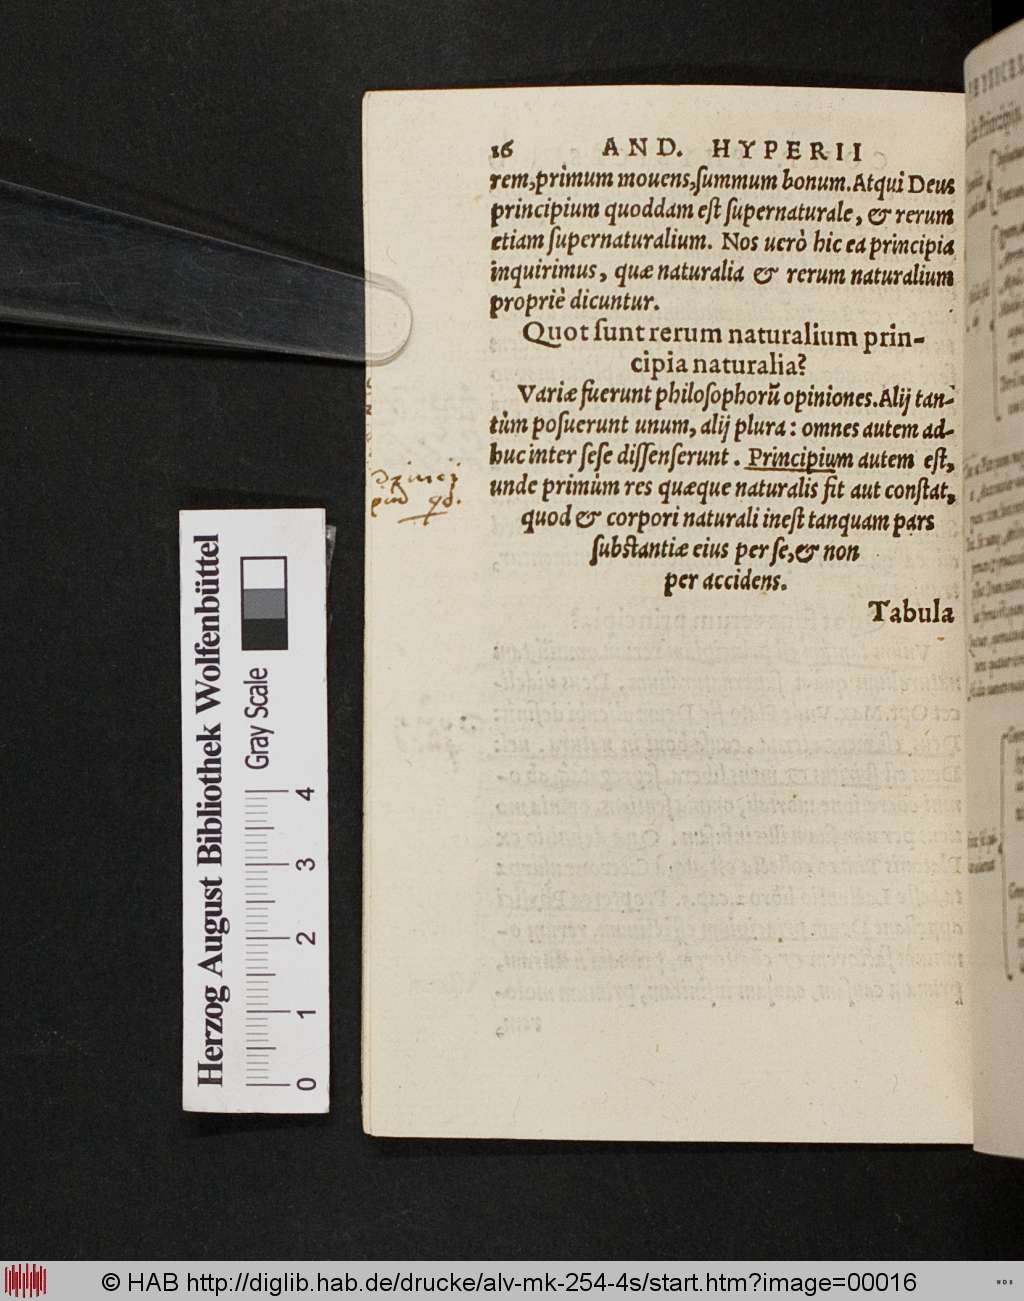 16 AND. HYPERII
rem, primum mouens, ſummum bonum. Atqui Deus
principium quoddam eſt ſupernaturale, & rerum
etiam ſupernaturalium. Nos uerò hic ea principia
inquirimus, quæ naturalia & rerum naturalium
propriè dicuntur.
Quot ſunt rerum naturalium prin-
cipia naturalia?
Variæ fuerunt philoſophorũ opiniones. Alij tan-
tùm poſuerunt unum, alij plura: omnes autem ad-
huc inter ſeſe diſſenſerunt. Principium autem eſt,
unde primùm res quæque naturalis fit aut conſtat,
quod & corpori naturali ineſt tanquam pars
ſubſtantiæ eius per ſe, & non
per accidens.
Tabula
Herzog August Bibliothek Wolfenbüttel
Gray Scale
0 1 2 3 4
© HAB http://diglib.hab.de/drucke/alv-mk-254-4s/start.htm?image=00016